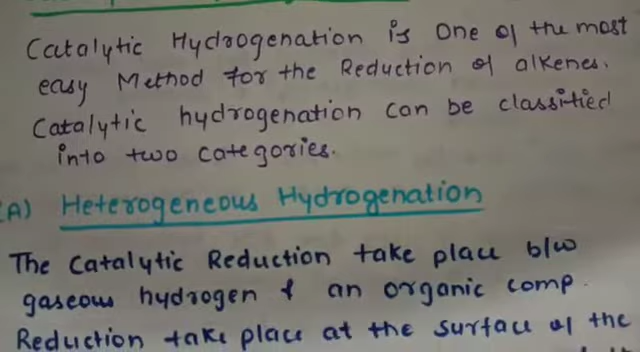 Catalytic Hydrogenation is one of the most
easy Method for the Reduction of alkenes.
Catalytic hydrogenation can be classified
into two categories.
(A) Heterogeneous Hydrogenation
The Catalytic Reduction take place b/w
gaseous hydrogen & an organic comp.
Reduction take place at the surface of the